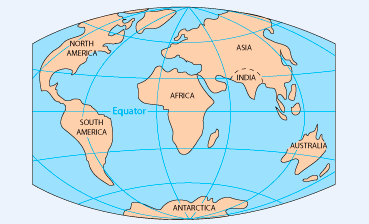 NORTH
AMERICA
ASIA
INDIA
AFRICA
Equator
SOUTH
AMERICA
AUSTRALIA
ANTARCTICA